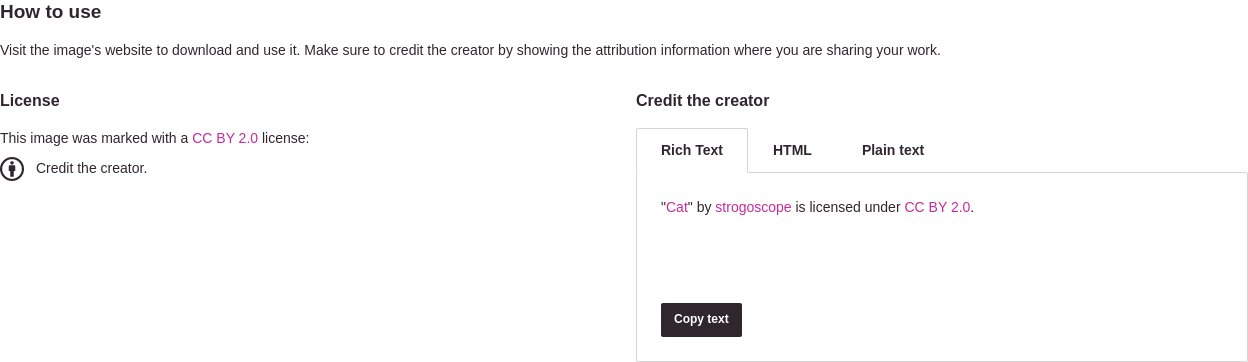 How to use
Visit the image's website to download and use it. Make sure to credit the creator by showing the attribution information where you are sharing your work.
License
This image was marked with a CC BY 2.0 license:
Credit the creator.
Credit the creator
Rich Text
HTML
Plain text
"Cat" by strogoscope is licensed under CC BY 2.0.
Copy text